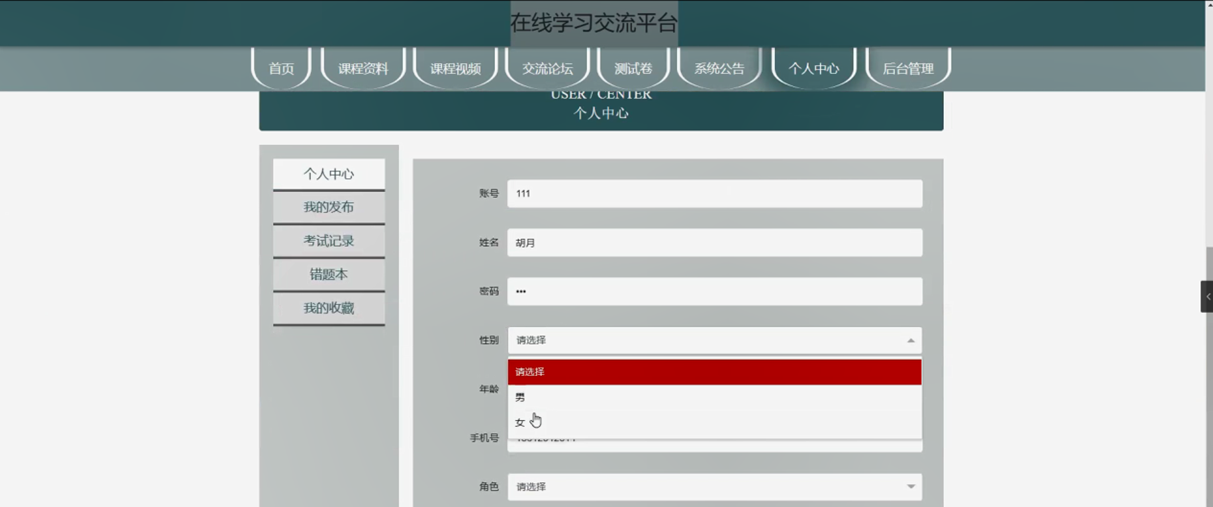 在线学习交流平台
首页 课程资料 课程视频 交流论坛 测试卷 系统公告 个人中心 后台管理
USER / CENTER
个人中心
个人中心
我的发布
考试记录
错题本
我的收藏
账号 111
姓名 胡月
密码 •••
性别 请选择
请选择
男
女
年龄
手机号
角色 请选择